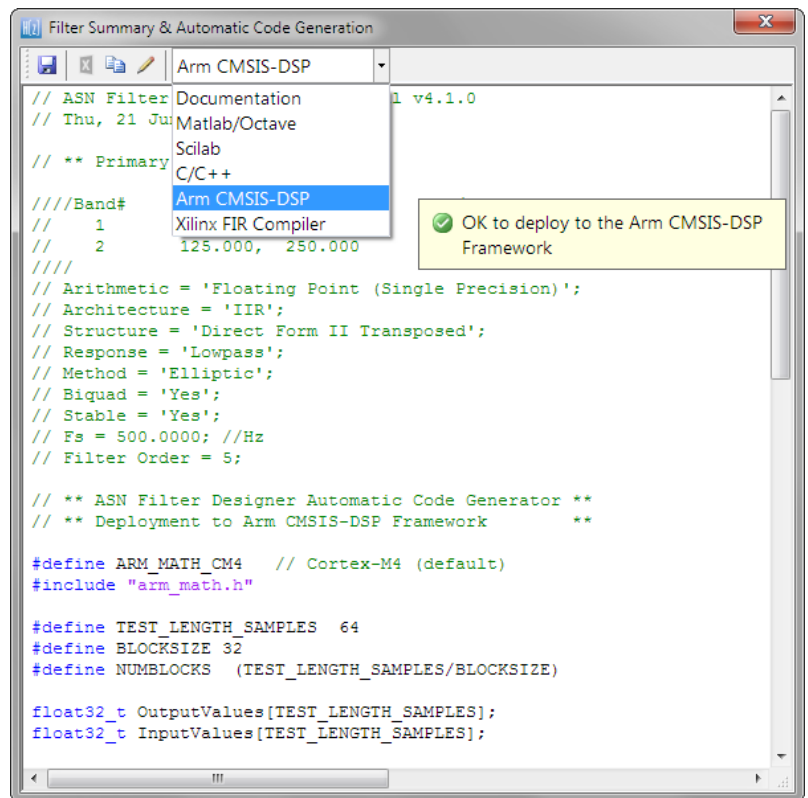 Filter Summary & Automatic Code Generation
Arm CMSIS-DSP
// ASN Filter
l v4.1.0
// Thu, 21 Ju
Documentation
Matlab/Octave
Scilab
C/C++
Arm CMSIS-DSP
Xilinx FIR Compiler
// ** Primary
////Band#
// 1
// 2 125.000, 250.000
OK to deploy to the Arm CMSIS-DSP
Framework
////
// Arithmetic = 'Floating Point (Single Precision)';
// Architecture = 'IIR';
// Structure = 'Direct Form II Transposed';
// Response = 'Lowpass';
// Method = 'Elliptic';
// Biquad = 'Yes';
// Stable = 'Yes';
// Fs = 500.0000; //Hz
// Filter Order = 5;
// ** ASN Filter Designer Automatic Code Generator **
// ** Deployment to Arm CMSIS-DSP Framework **
#define ARM_MATH_CM4 // Cortex-M4 (default)
#include "arm_math.h"
#define TEST_LENGTH_SAMPLES 64
#define BLOCKSIZE 32
#define NUMBLOCKS (TEST_LENGTH_SAMPLES/BLOCKSIZE)
float32_t OutputValues[TEST_LENGTH_SAMPLES];
float32_t InputValues[TEST_LENGTH_SAMPLES];